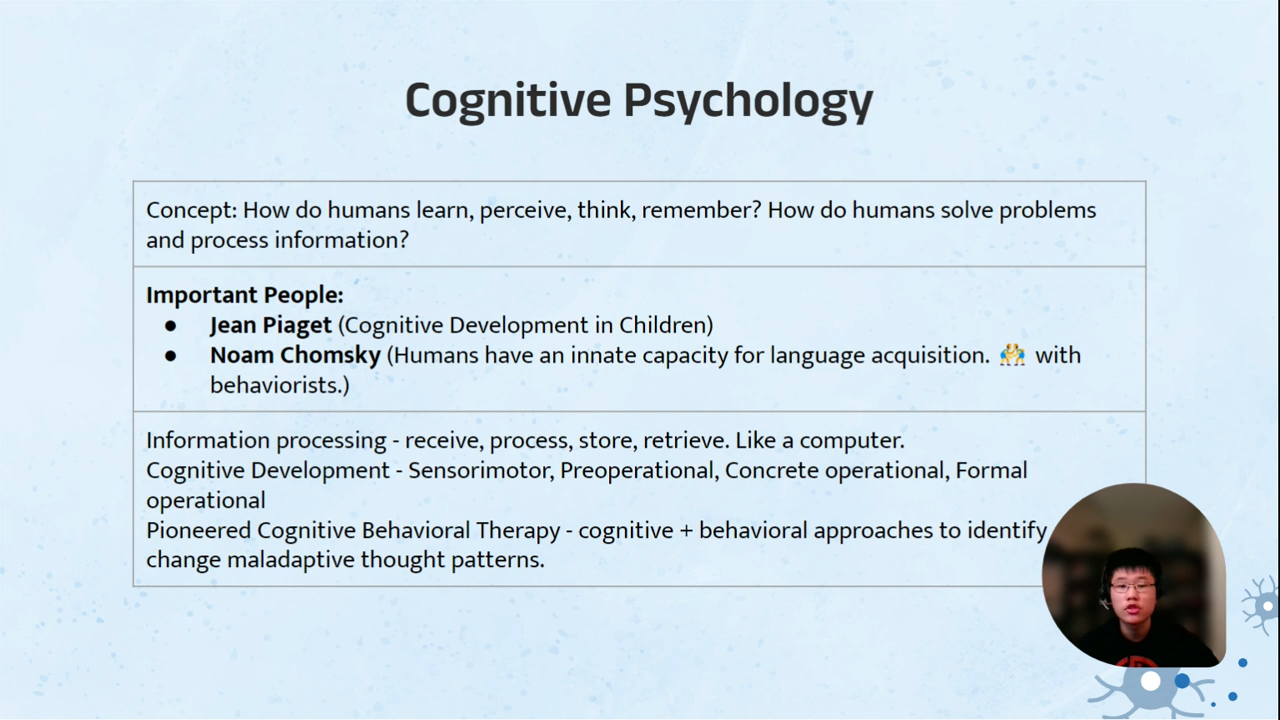 Cognitive Psychology
Concept: How do humans learn, perceive, think, remember? How do humans solve problems
and process information?
Important People:
● Jean Piaget (Cognitive Development in Children)
● Noam Chomsky (Humans have an innate capacity for language acquisition. 🤼 with
behaviorists.)
Information processing - receive, process, store, retrieve. Like a computer.
Cognitive Development - Sensorimotor, Preoperational, Concrete operational, Formal
operational
Pioneered Cognitive Behavioral Therapy - cognitive + behavioral approaches to identify
change maladaptive thought patterns.